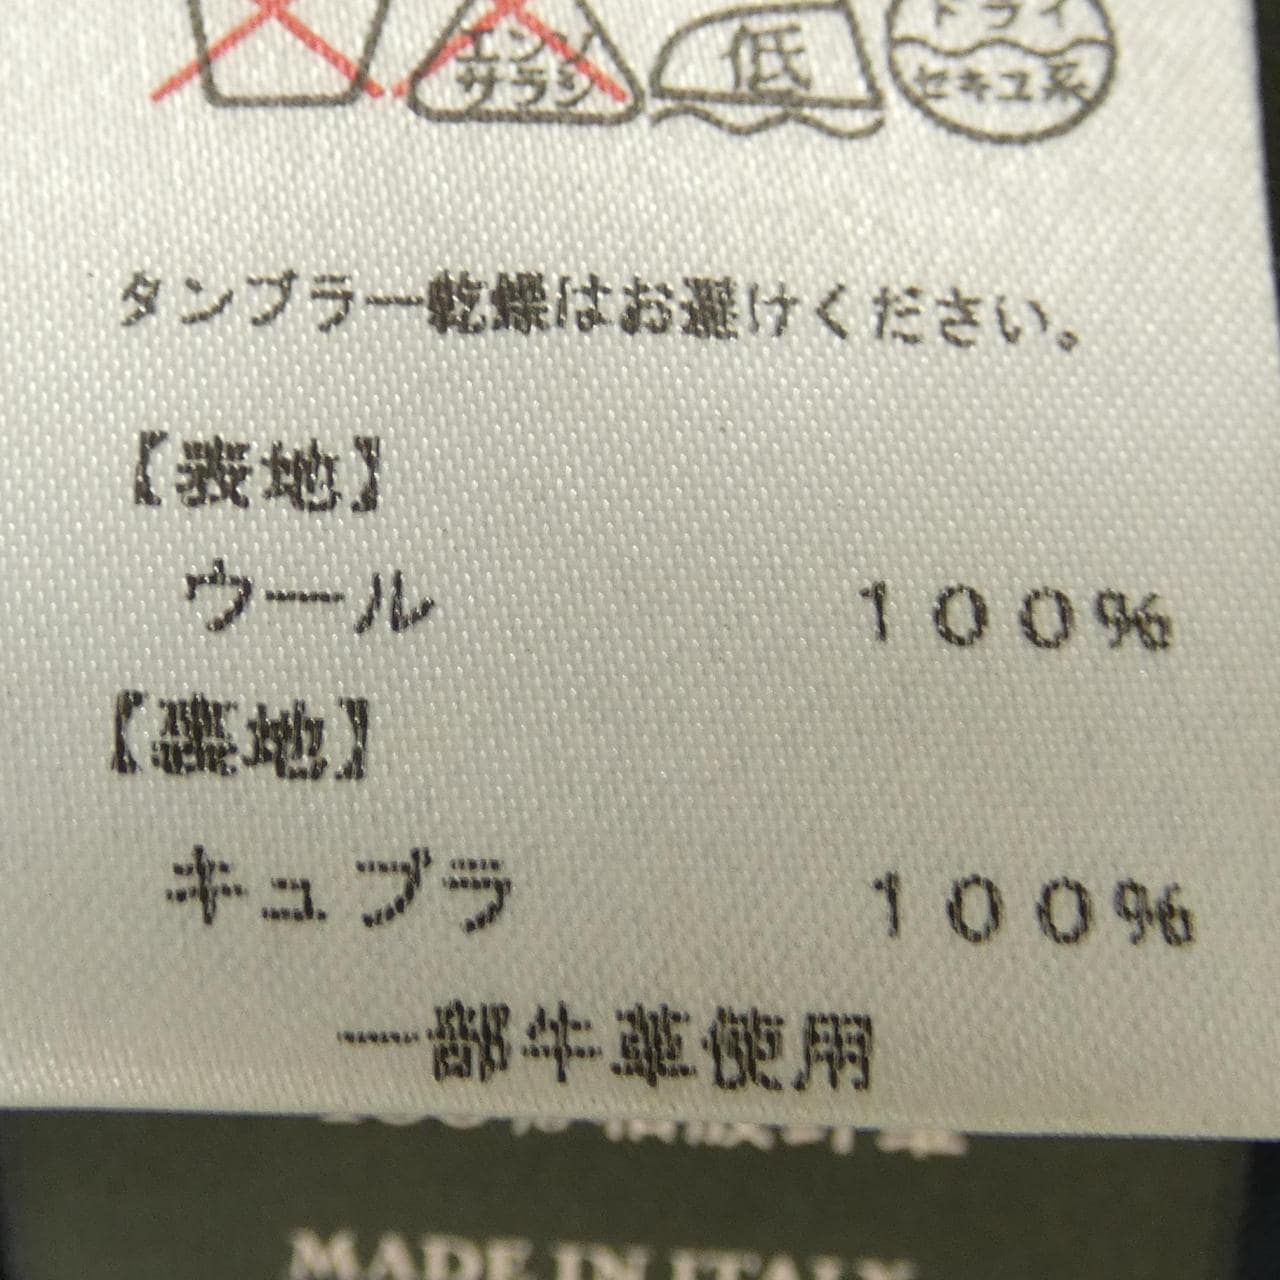 エンソ
サラシ
低
ドライ
セキユ系
タンブラー乾燥はお避けください。
【表地】
ウール 100%
【裏地】
キュプラ 100%
一部牛革使用
MADE IN ITALY